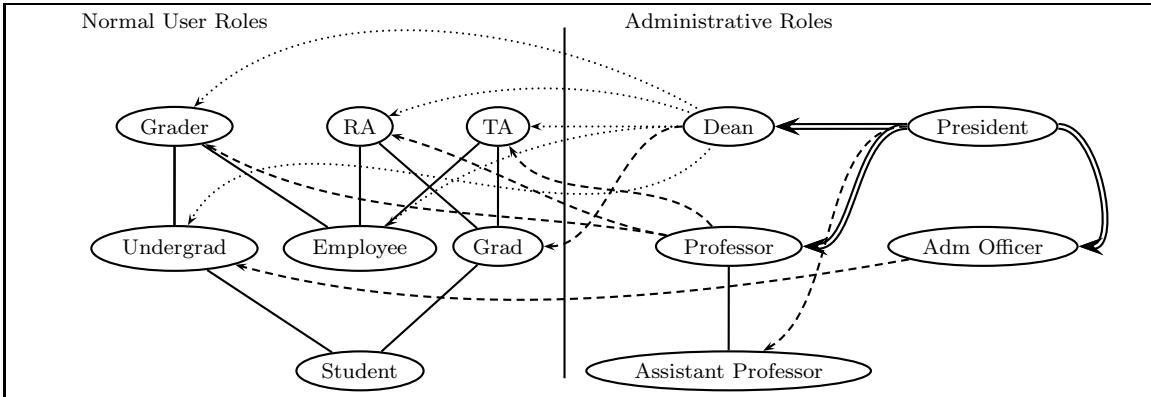 Normal User Roles
Administrative Roles
Grader
RA
TA
Dean
President
Undergrad
Employee
Grad
Professor
Adm Officer
Student
Assistant Professor